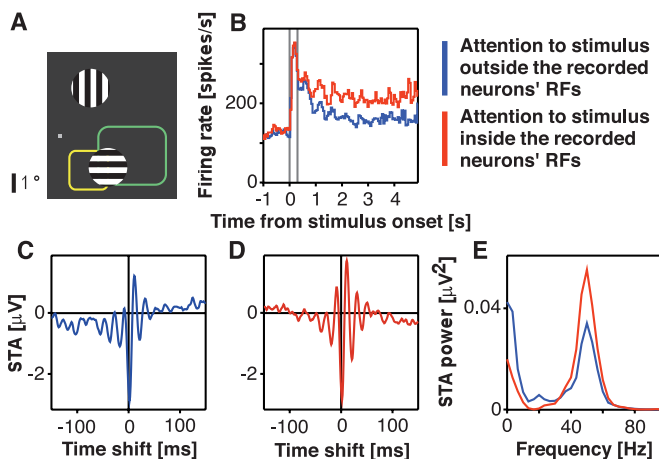 A
1°
B
Firing rate [spikes/s]
200
0
-1 0 1 2 3 4
Time from stimulus onset [s]
Attention to stimulus
outside the recorded
neurons' RFs
Attention to stimulus
inside the recorded
neurons' RFs
C
STA [µV]
0
-2
-100 0 100
Time shift [ms]
D
0
-2
-100 0 100
Time shift [ms]
E
STA power [µV²]
0.04
0
0 40 80
Frequency [Hz]